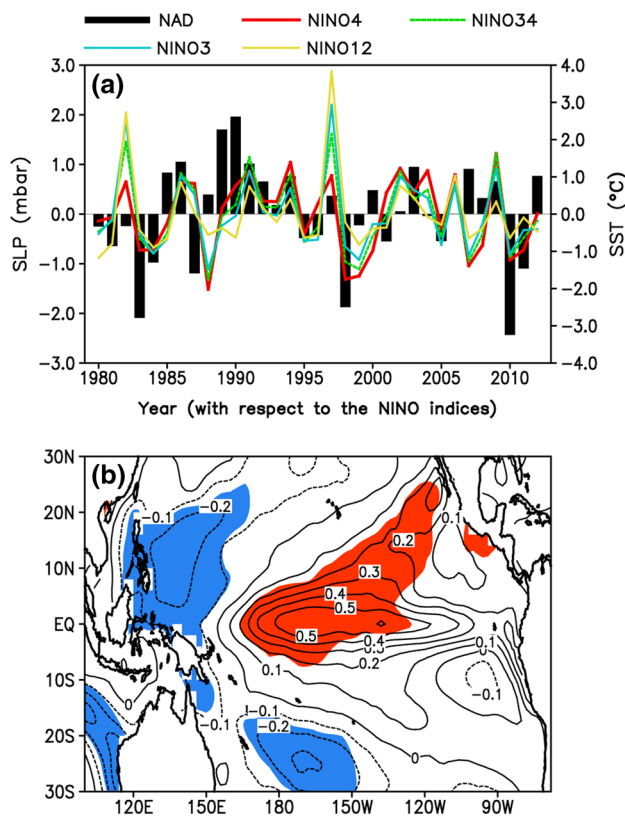 NAD NINO4 NINO34
NINO3 NINO12
(a)
SLP (mbar)
3.0
2.0
1.0
0.0
−1.0
−2.0
−3.0
4.0
3.0
2.0
1.0
0.0
−1.0
−2.0
−3.0
−4.0
SST (°C)
1980 1985 1990 1995 2000 2005 2010
Year (with respect to the NINO indices)
(b)
30N
20N
10N
EQ
10S
20S
30S
−0.2
−0.1
0.1
0.2
0.3
0.4
0.5
0.5
0.4
0.3
0.2
0.1
0.1
−0.1
0
−0.1
−0.1
−0.2
0
120E 150E 180 150W 120W 90W